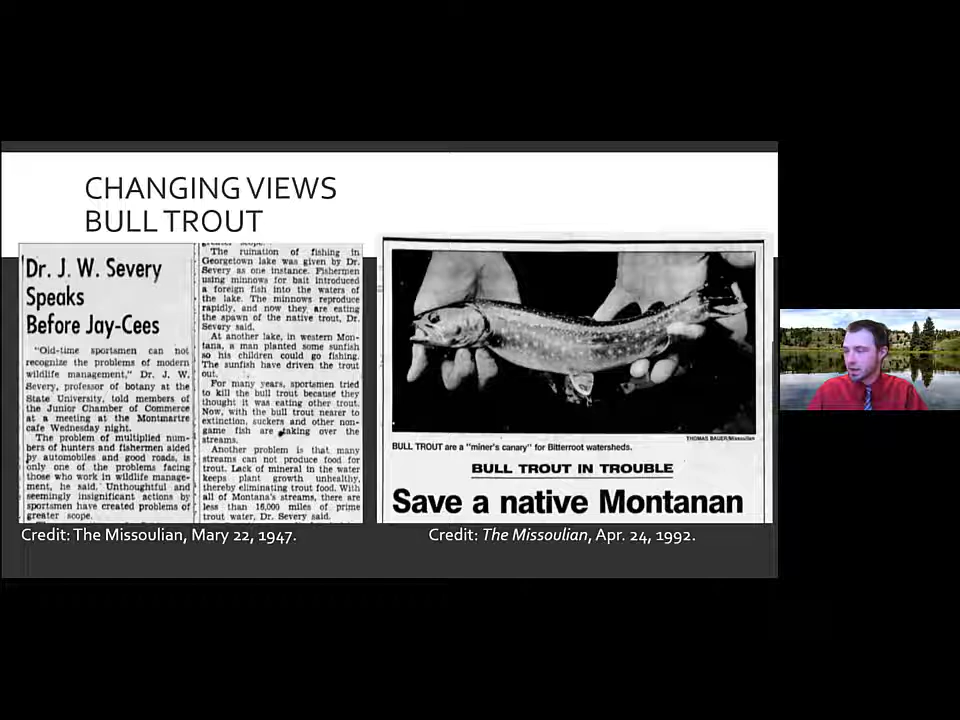 CHANGING VIEWS
BULL TROUT
Dr. J. W. Severy
Speaks
Before Jay-Cees
"Old-time sportsmen can not
recognize the problems of modern
wildlife management," Dr. J. W.
Severy, professor of botany at the
State University, told members of
the Junior Chamber of Commerce
at a meeting at the Montmartre
cafe Wednesday night.
The problem of multiplied num-
bers of hunters and fishermen aided
by automobiles and good roads, is
only one of the problems facing
those who work in wildlife manage-
ment, he said. Unthoughtful and
seemingly insignificant actions by
sportsmen have created problems of
greater scope.
greater scope.
The ruination of fishing in
Georgetown lake was given by Dr.
Severy as one instance. Fishermen
using minnows for bait introduced
a foreign fish into the waters of
the lake. The minnows reproduce
rapidly, and now they are eating
the spawn of the native trout, Dr.
Severy said.
At another lake, in western Mon-
tana, a man planted some sunfish
so his children could go fishing.
The sunfish have driven the trout
out.
For many years, sportsmen tried
to kill the bull trout because they
thought it was eating other trout.
Now, with the bull trout nearer to
extinction, suckers and other non-
game fish are taking over the
streams.
Another problem is that many
streams can not produce food for
trout. Lack of mineral in the water
keeps plant growth unhealthy,
thereby eliminating trout food. With
all of Montana's streams, there are
less than 16,000 miles of prime
trout water, Dr. Severy said.
Credit: The Missoulian, Mary 22, 1947.
THOMAS BAUER/Missoulian
BULL TROUT are a "miner's canary" for Bitterroot watersheds.
BULL TROUT IN TROUBLE
Save a native Montanan
Credit: The Missoulian, Apr. 24, 1992.